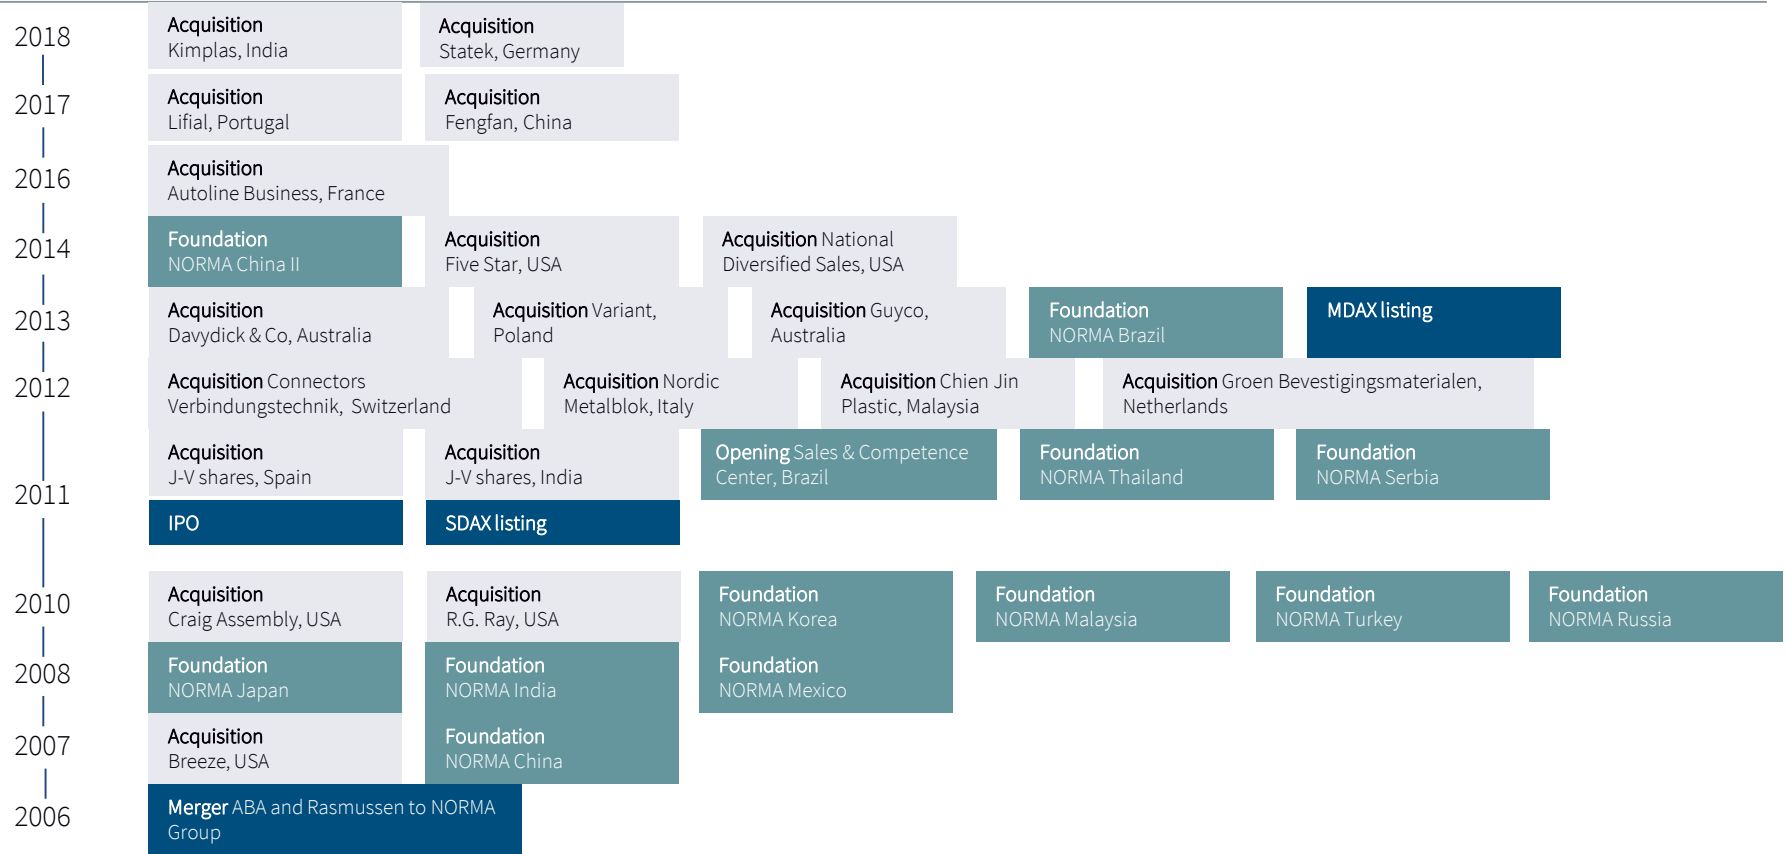 2018
Acquisition
Kimplas, India
Acquisition
Statek, Germany
2017
Acquisition
Lifial, Portugal
Acquisition
Fengfan, China
2016
Acquisition
Autoline Business, France
2014
Foundation
NORMA China II
Acquisition
Five Star, USA
Acquisition National
Diversified Sales, USA
2013
Acquisition
Davydick & Co, Australia
Acquisition Variant,
Poland
Acquisition Guyco,
Australia
Foundation
NORMA Brazil
MDAX listing
2012
Acquisition Connectors
Verbindungstechnik, Switzerland
Acquisition Nordic
Metalblok, Italy
Acquisition Chien Jin
Plastic, Malaysia
Acquisition Groen Bevestigingsmaterialen,
Netherlands
2011
Acquisition
J-V shares, Spain
Acquisition
J-V shares, India
Opening Sales & Competence
Center, Brazil
Foundation
NORMA Thailand
Foundation
NORMA Serbia
IPO
SDAX listing
2010
Acquisition
Craig Assembly, USA
Acquisition
R.G. Ray, USA
Foundation
NORMA Korea
Foundation
NORMA Malaysia
Foundation
NORMA Turkey
Foundation
NORMA Russia
2008
Foundation
NORMA Japan
Foundation
NORMA India
Foundation
NORMA Mexico
2007
Acquisition
Breeze, USA
Foundation
NORMA China
2006
Merger ABA and Rasmussen to NORMA
Group